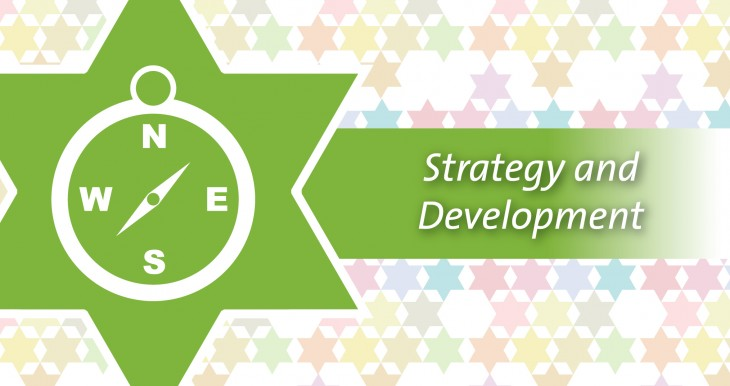 N
W E
S
Strategy and
Development